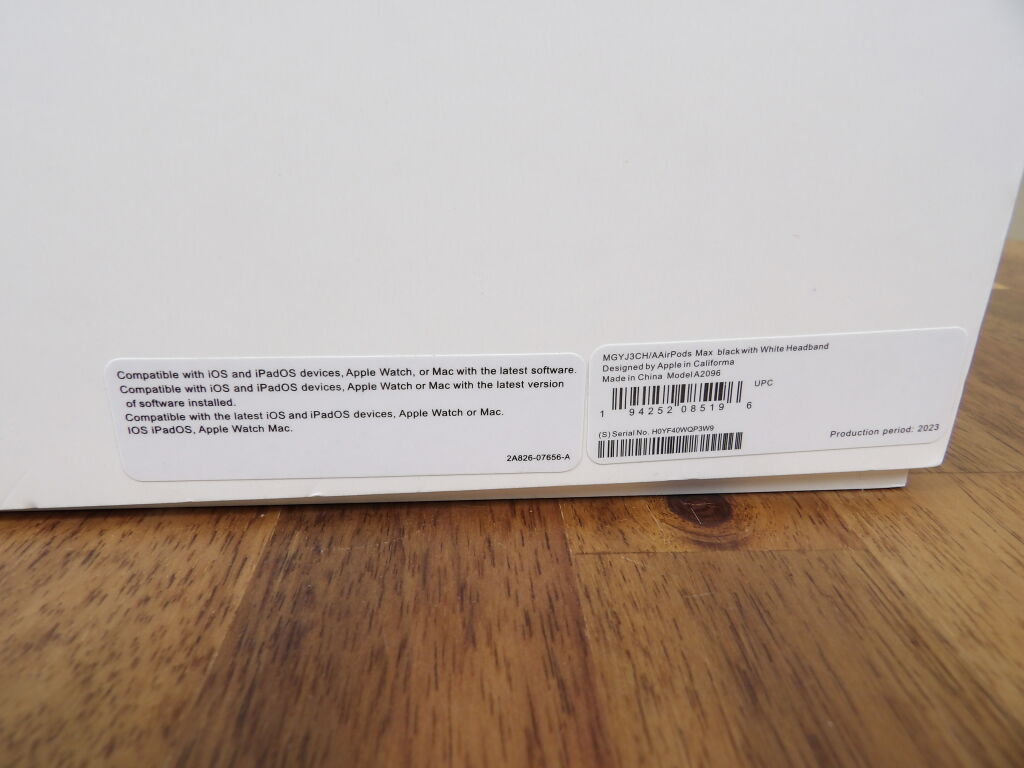 Compatible with iOS and iPadOS devices, Apple Watch, or Mac with the latest software.
Compatible with iOS and iPadOS devices, Apple Watch or Mac with the latest version
of software installed.
Compatible with the latest iOS and iPadOS devices, Apple Watch or Mac.
IOS iPadOS, Apple Watch Mac.
2A826-07656-A
MGYJ3CH/AAirPods Max black with White Headband
Designed by Apple in Califorma
Made in China Model A2096
UPC
1 94252 08519 6
(S) Serial No. H0YF40WQP3W9
Production period: 2023